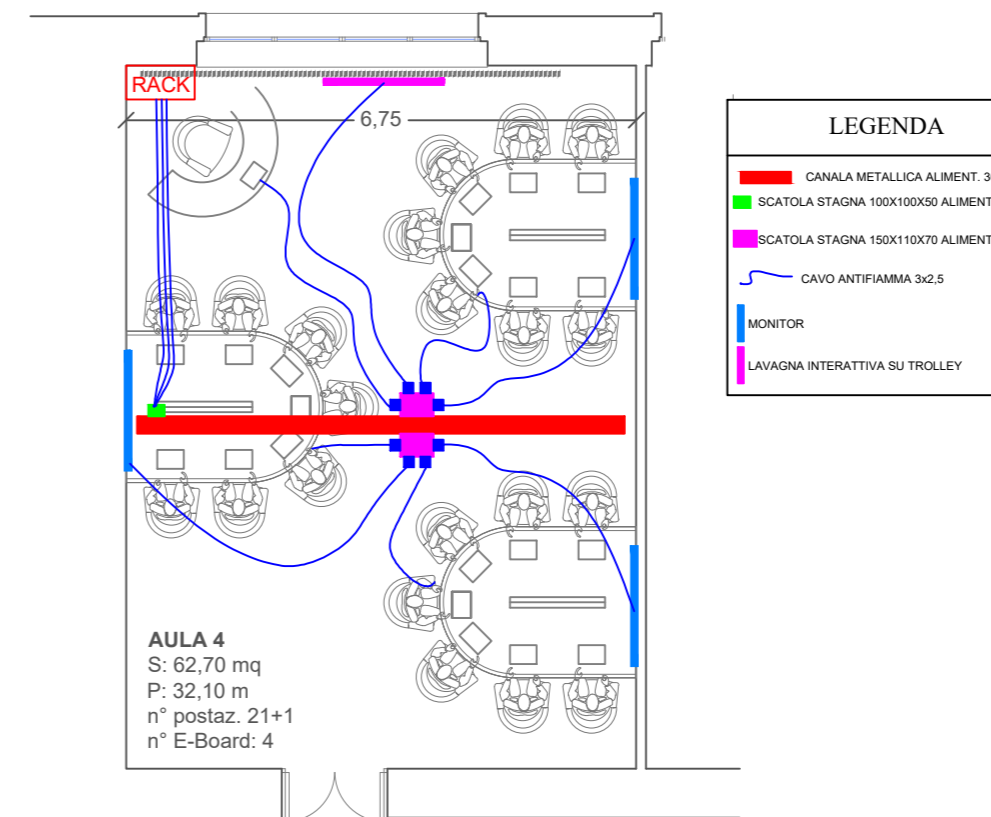 RACK
6,75
AULA 4
S: 62,70 mq
P: 32,10 m
n° postaz. 21+1
n° E-Board: 4
LEGENDA
CANALA METALLICA ALIMENT.
SCATOLA STAGNA 100X100X50 ALIMENT
SCATOLA STAGNA 150X110X70 ALIMENT
CAVO ANTIFIAMMA 3x2,5
MONITOR
LAVAGNA INTERATTIVA SU TROLLEY